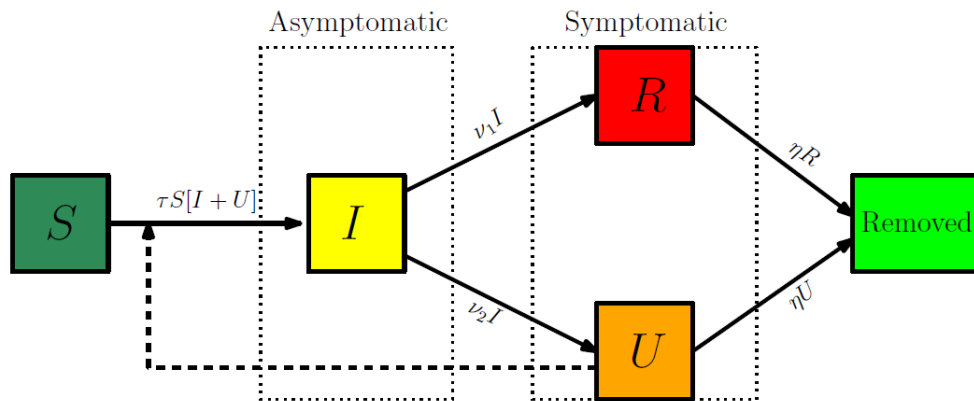 Asymptomatic
Symptomatic
R
ν₁I
ηR
τS[I + U]
S
I
Removed
ν₂I
ηU
U